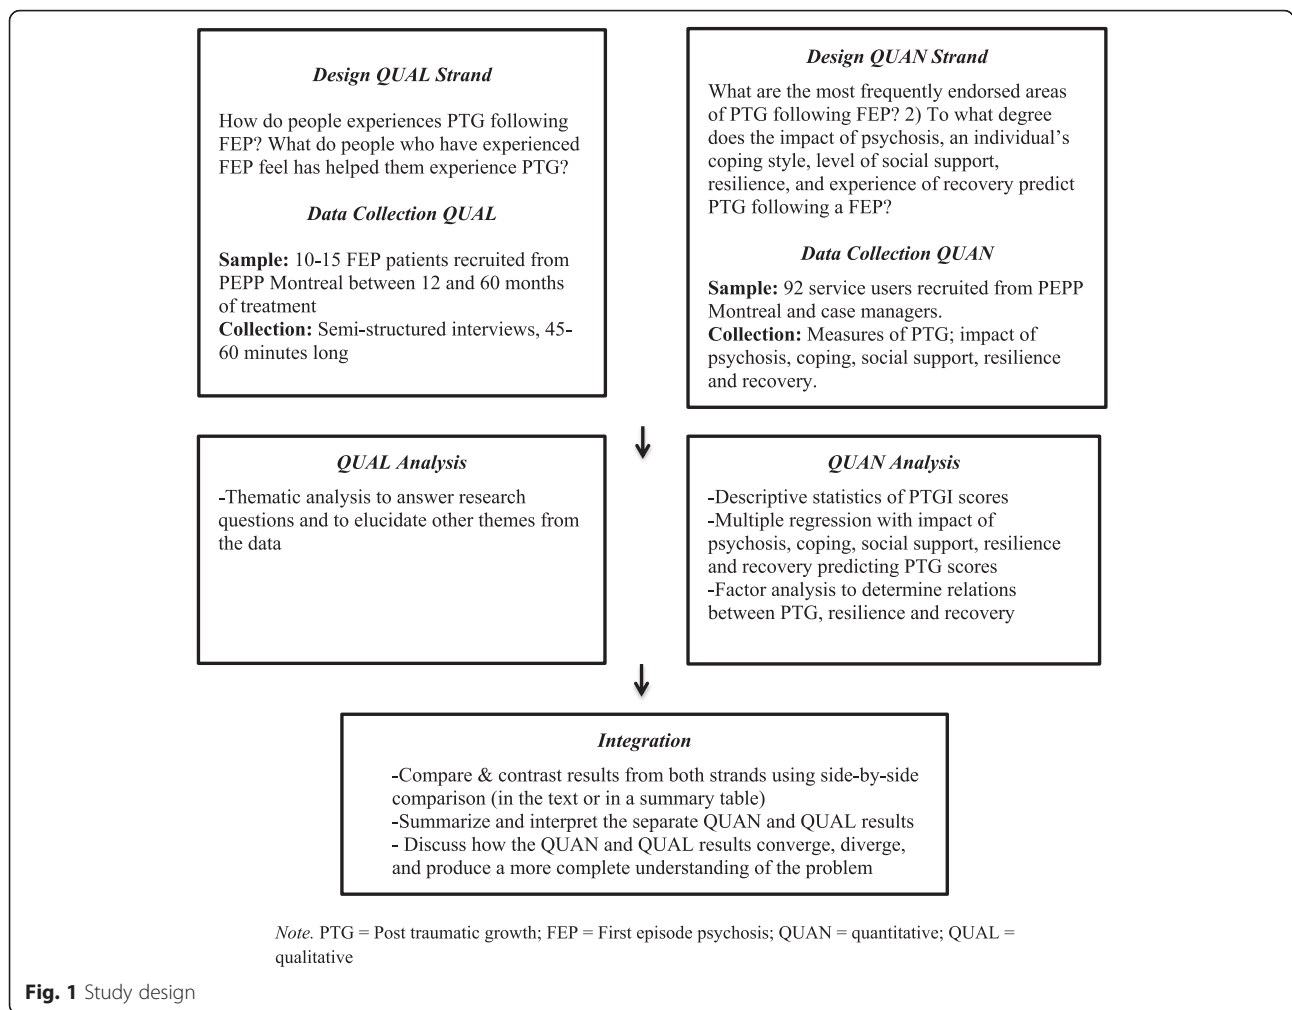 Design QUAL Strand
How do people experiences PTG following
FEP? What do people who have experienced
FEP feel has helped them experience PTG?
Data Collection QUAL
Sample: 10-15 FEP patients recruited from
PEPP Montreal between 12 and 60 months
of treatment
Collection: Semi-structured interviews, 45-
60 minutes long
Design QUAN Strand
What are the most frequently endorsed areas
of PTG following FEP? 2) To what degree
does the impact of psychosis, an individual’s
coping style, level of social support,
resilience, and experience of recovery predict
PTG following a FEP?
Data Collection QUAN
Sample: 92 service users recruited from PEPP
Montreal and case managers.
Collection: Measures of PTG; impact of
psychosis, coping, social support, resilience
and recovery.
QUAL Analysis
-Thematic analysis to answer research
questions and to elucidate other themes from
the data
QUAN Analysis
-Descriptive statistics of PTGI scores
-Multiple regression with impact of
psychosis, coping, social support, resilience
and recovery predicting PTG scores
-Factor analysis to determine relations
between PTG, resilience and recovery
Integration
-Compare & contrast results from both strands using side-by-side
comparison (in the text or in a summary table)
-Summarize and interpret the separate QUAN and QUAL results
- Discuss how the QUAN and QUAL results converge, diverge,
and produce a more complete understanding of the problem
Note. PTG = Post traumatic growth; FEP = First episode psychosis; QUAN = quantitative; QUAL =
qualitative
Fig. 1 Study design